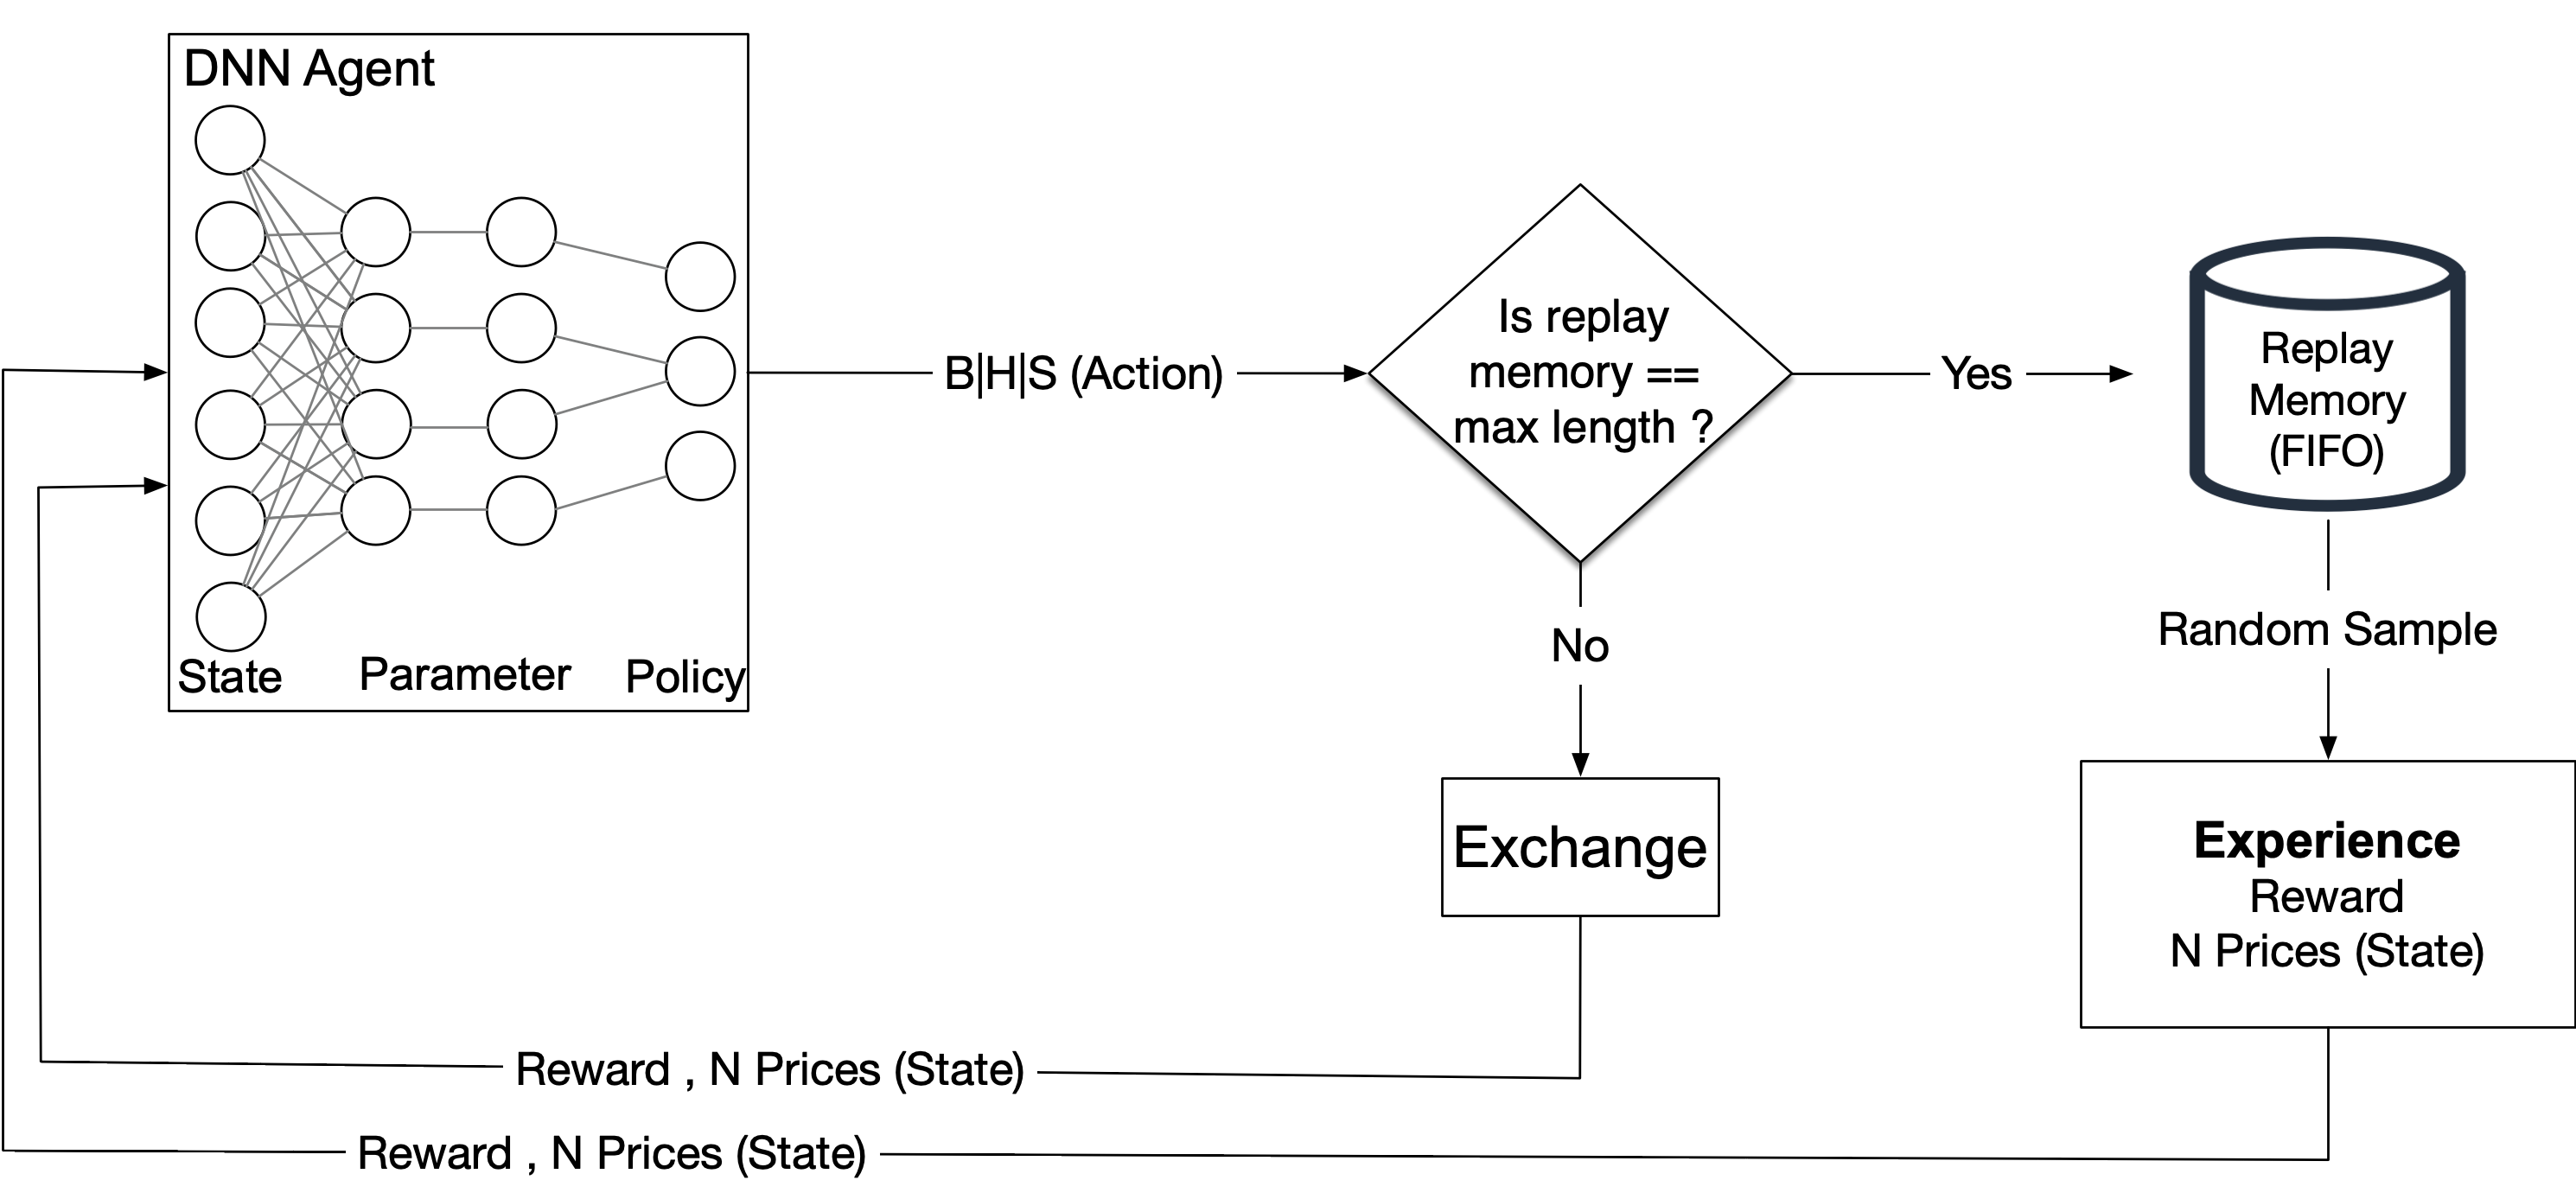 DNN Agent
State
Parameter
Policy
B|H|S (Action)
Is replay
memory ==
max length ?
Yes
Replay
Memory
(FIFO)
No
Random Sample
Exchange
Experience
Reward
N Prices (State)
Reward , N Prices (State)
Reward , N Prices (State)